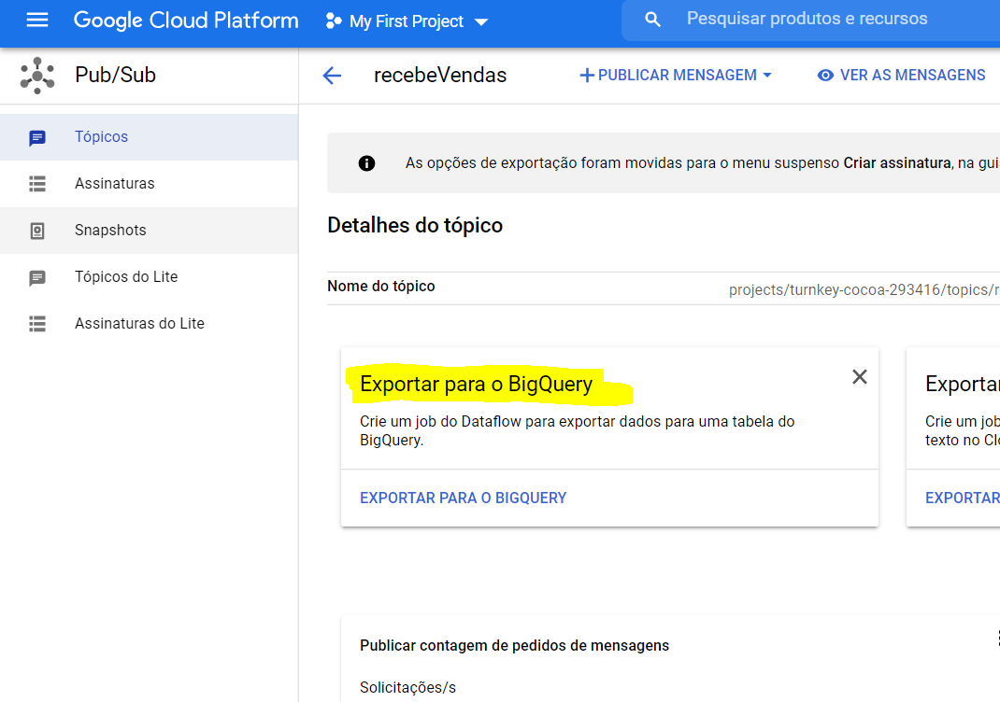 Google Cloud Platform
My First Project
Pesquisar produtos e recursos
Pub/Sub
recebeVendas
PUBLICAR MENSAGEM
VER AS MENSAGENS
Tópicos
Assinaturas
Snapshots
Tópicos do Lite
Assinaturas do Lite
As opções de exportação foram movidas para o menu suspenso Criar assinatura, na
Detalhes do tópico
Nome do tópico
projects/turnkey-cocoa-293416/topics/
Exportar para o BigQuery
Crie um job do Dataflow para exportar dados para uma tabela do
BigQuery.
EXPORTAR PARA O BIGQUERY
Exporta
Crie um job
texto no
EXPORTAR
Publicar contagem de pedidos de mensagens
Solicitações/s